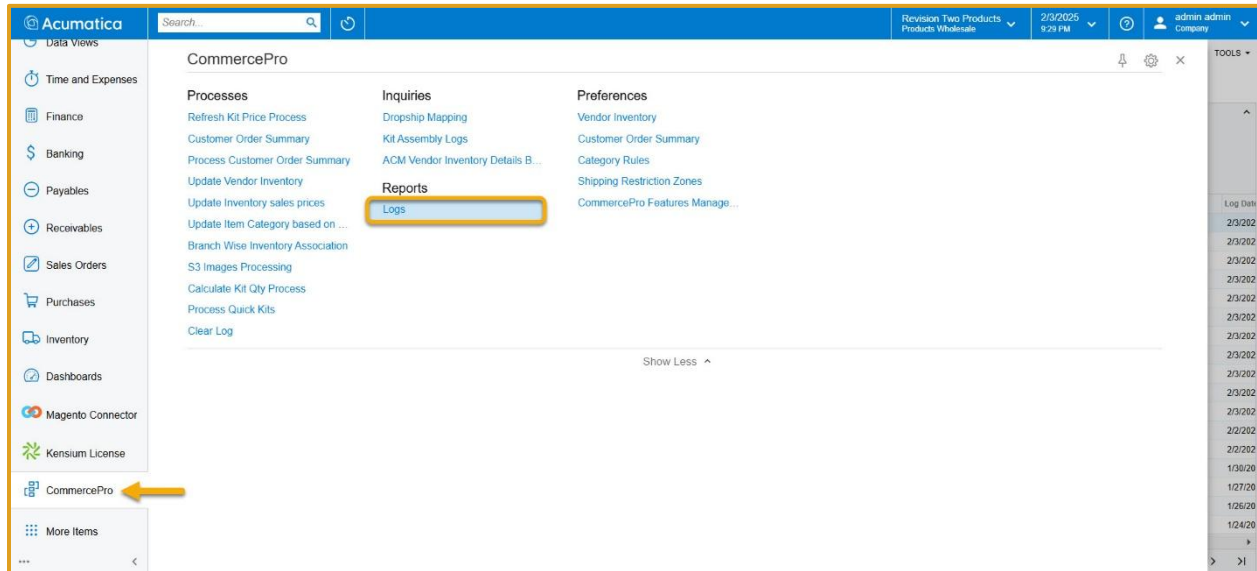 Acumatica
Search...
Revision Two Products
Products Wholesale
2/3/2025
9:29 PM
admin admin
Company
Data Views
Time and Expenses
Finance
Banking
Payables
Receivables
Sales Orders
Purchases
Inventory
Dashboards
Magento Connector
Kensium License
CommercePro
More Items
CommercePro
Processes
Refresh Kit Price Process
Customer Order Summary
Process Customer Order Summary
Update Vendor Inventory
Update Inventory sales prices
Update Item Category based on ...
Branch Wise Inventory Association
S3 Images Processing
Calculate Kit Qty Process
Process Quick Kits
Clear Log
Inquiries
Dropship Mapping
Kit Assembly Logs
ACM Vendor Inventory Details B...
Reports
Logs
Preferences
Vendor Inventory
Customer Order Summary
Category Rules
Shipping Restriction Zones
CommercePro Features Manage...
Show Less
TOOLS
Log Date
2/3/202
2/3/202
2/3/202
2/3/202
2/3/202
2/3/202
2/3/202
2/3/202
2/3/202
2/3/202
2/3/202
2/2/202
2/2/202
1/30/20
1/27/20
1/26/20
1/24/20